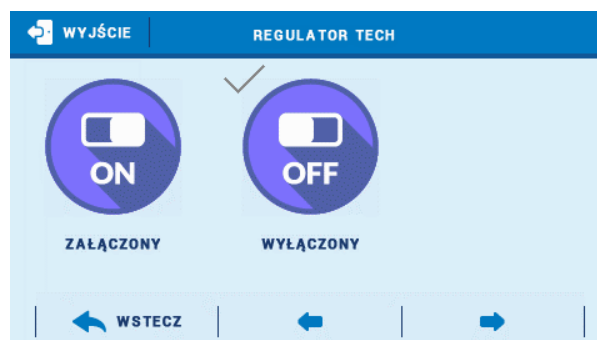 WYJŚCIE
REGULATOR TECH
ON
OFF
ZAŁĄCZONY
WYŁĄCZONY
WSTECZ